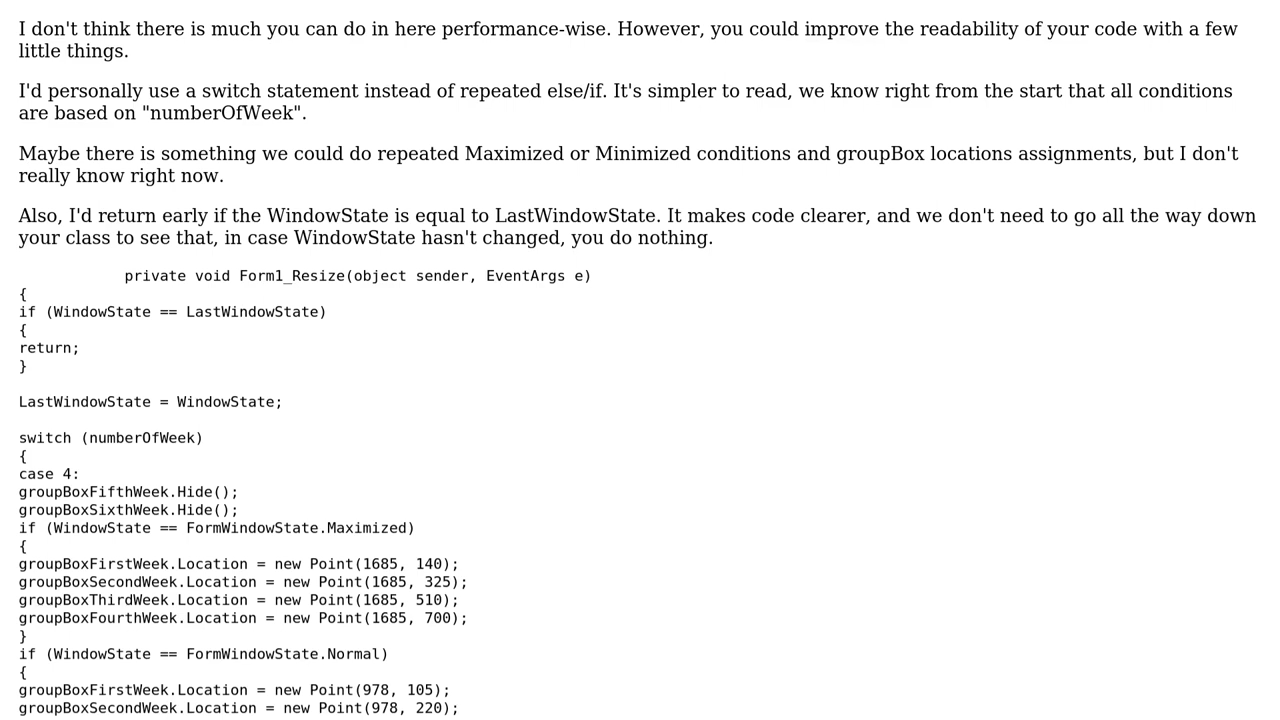 I don't think there is much you can do in here performance-wise. However, you could improve the readability of your code with a few
little things.
I'd personally use a switch statement instead of repeated else/if. It's simpler to read, we know right from the start that all conditions
are based on "numberOfWeek".
Maybe there is something we could do repeated Maximized or Minimized conditions and groupBox locations assignments, but I don't
really know right now.
Also, I'd return early if the WindowState is equal to LastWindowState. It makes code clearer, and we don't need to go all the way down
your class to see that, in case WindowState hasn't changed, you do nothing.
private void Form1_Resize(object sender, EventArgs e)
{
if (WindowState == LastWindowState)
{
return;
}
LastWindowState = WindowState;
switch (numberOfWeek)
{
case 4:
groupBoxFifthWeek.Hide();
groupBoxSixthWeek.Hide();
if (WindowState == FormWindowState.Maximized)
{
groupBoxFirstWeek.Location = new Point(1685, 140);
groupBoxSecondWeek.Location = new Point(1685, 325);
groupBoxThirdWeek.Location = new Point(1685, 510);
groupBoxFourthWeek.Location = new Point(1685, 700);
}
if (WindowState == FormWindowState.Normal)
{
groupBoxFirstWeek.Location = new Point(978, 105);
groupBoxSecondWeek.Location = new Point(978, 220);